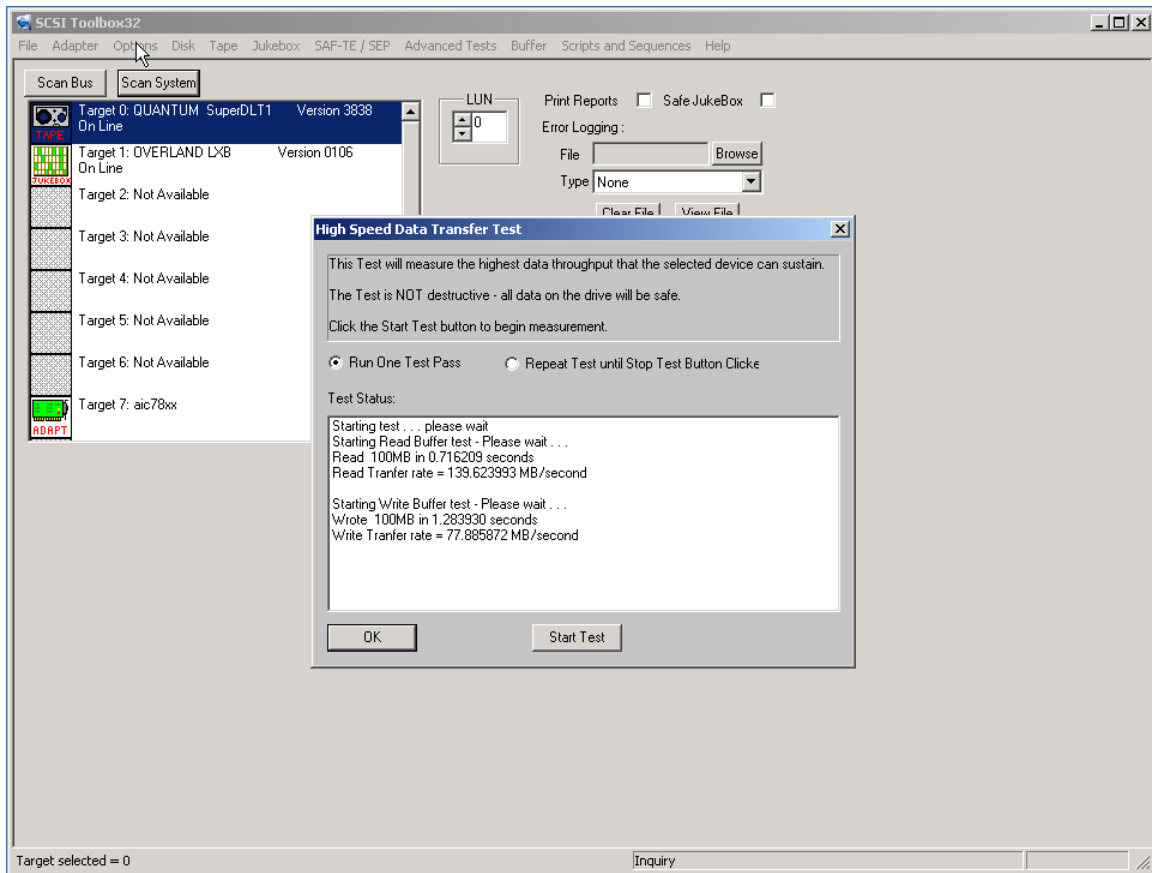 SCSI Toolbox32
File Adapter Options Disk Tape Jukebox SAF-TE / SEP Advanced Tests Buffer Scripts and Sequences Help
Scan Bus Scan System
TAPE
Target 0: QUANTUM SuperDLT1 Version 3838
On Line
JUKEBOX
Target 1: OVERLAND LXB Version 0106
On Line
Target 2: Not Available
Target 3: Not Available
Target 4: Not Available
Target 5: Not Available
Target 6: Not Available
Target 7: aic78xx
ADAPT
LUN
0
Print Reports Safe JukeBox
Error Logging :
File Browse
Type None
Clear File View File
High Speed Data Transfer Test
This Test will measure the highest data throughput that the selected device can sustain.
The Test is NOT destructive - all data on the drive will be safe.
Click the Start Test button to begin measurement.
Run One Test Pass Repeat Test until Stop Test Button Clicke
Test Status:
Starting test . . . please wait
Starting Read Buffer test - Please wait . . .
Read 100MB in 0.716209 seconds
Read Tranfer rate = 139.623993 MB/second
Starting Write Buffer test - Please wait . . .
Wrote 100MB in 1.283930 seconds
Write Tranfer rate = 77.885872 MB/second
OK Start Test
Target selected = 0 Inquiry